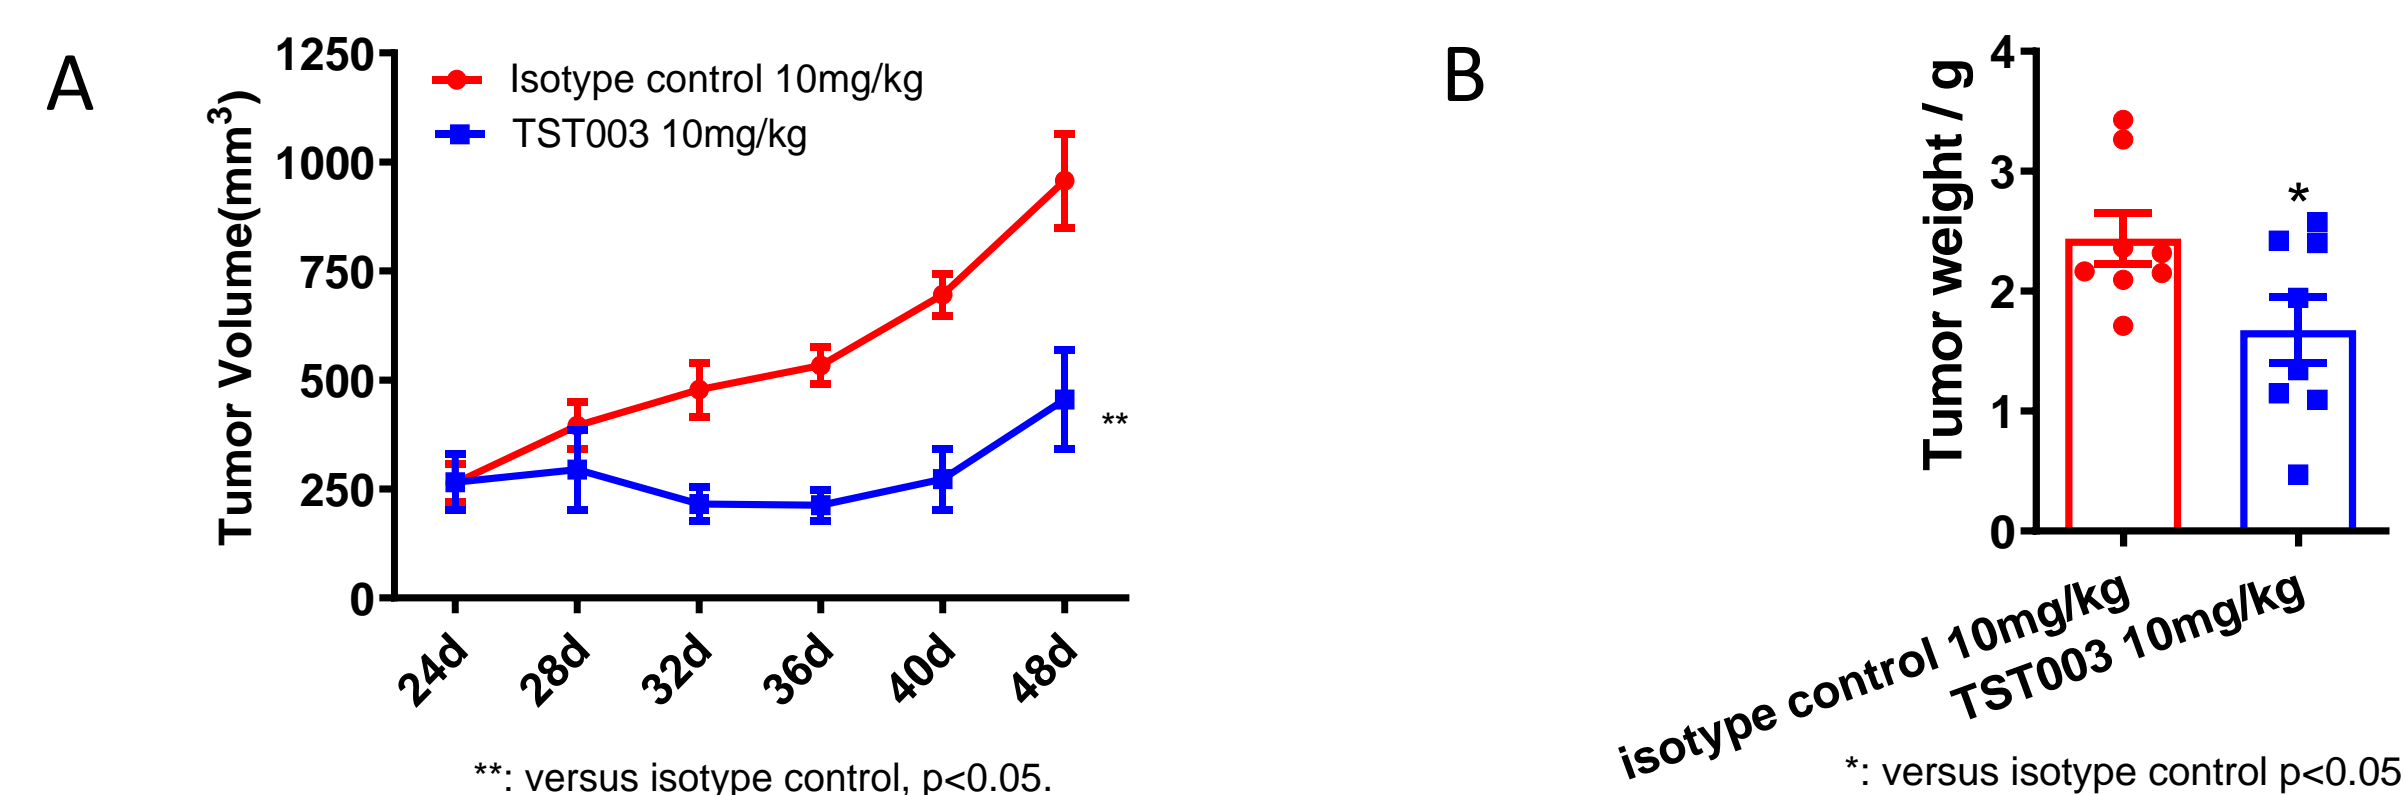 A
Tumor Volume(mm³)
1250
1000
750
500
250
0
Isotype control 10mg/kg
TST003 10mg/kg
**
24d
28d
32d
36d
40d
48d
**: versus isotype control, p<0.05.
B
Tumor weight / g
4
3
2
1
0
*
isotype control 10mg/kg
TST003 10mg/kg
*: versus isotype control p<0.05